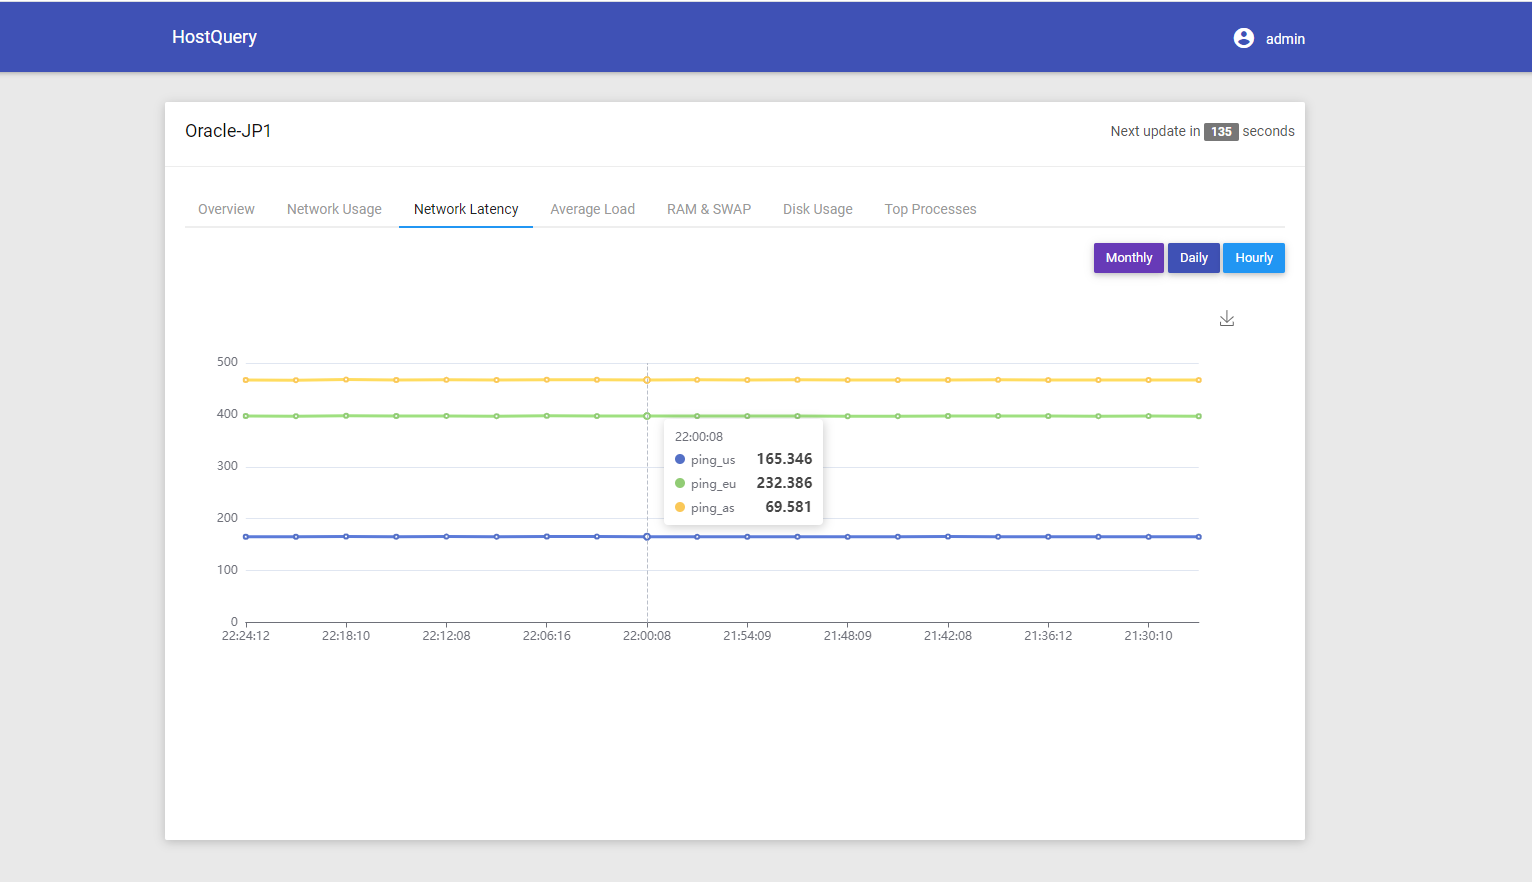 HostQuery
admin
Oracle-JP1
Next update in 135 seconds
Overview Network Usage Network Latency Average Load RAM & SWAP Disk Usage Top Processes
Monthly Daily Hourly
500
400
300
200
100
0
22:00:08
ping_us 165.346
ping_eu 232.386
ping_as 69.581
22:24:12 22:18:10 22:12:08 22:06:16 22:00:08 21:54:09 21:48:09 21:42:08 21:36:12 21:30:10